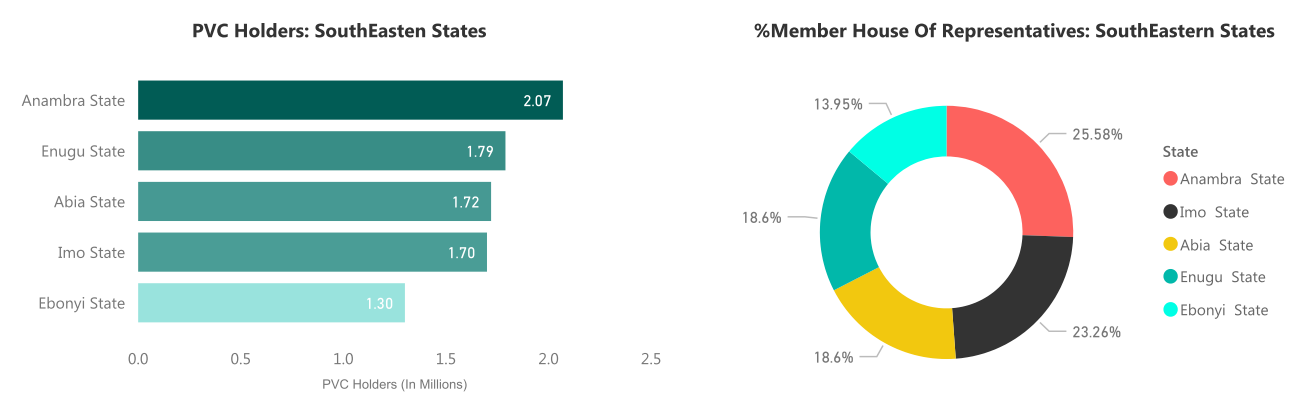 PVC Holders: SouthEasten States
Anambra State
2.07
Enugu State
1.79
Abia State
1.72
Imo State
1.70
Ebonyi State
1.30
0.0 0.5 1.0 1.5 2.0 2.5
PVC Holders (In Millions)
%Member House Of Representatives: SouthEastern States
13.95%
25.58%
18.6%
18.6%
23.26%
State
Anambra State
Imo State
Abia State
Enugu State
Ebonyi State